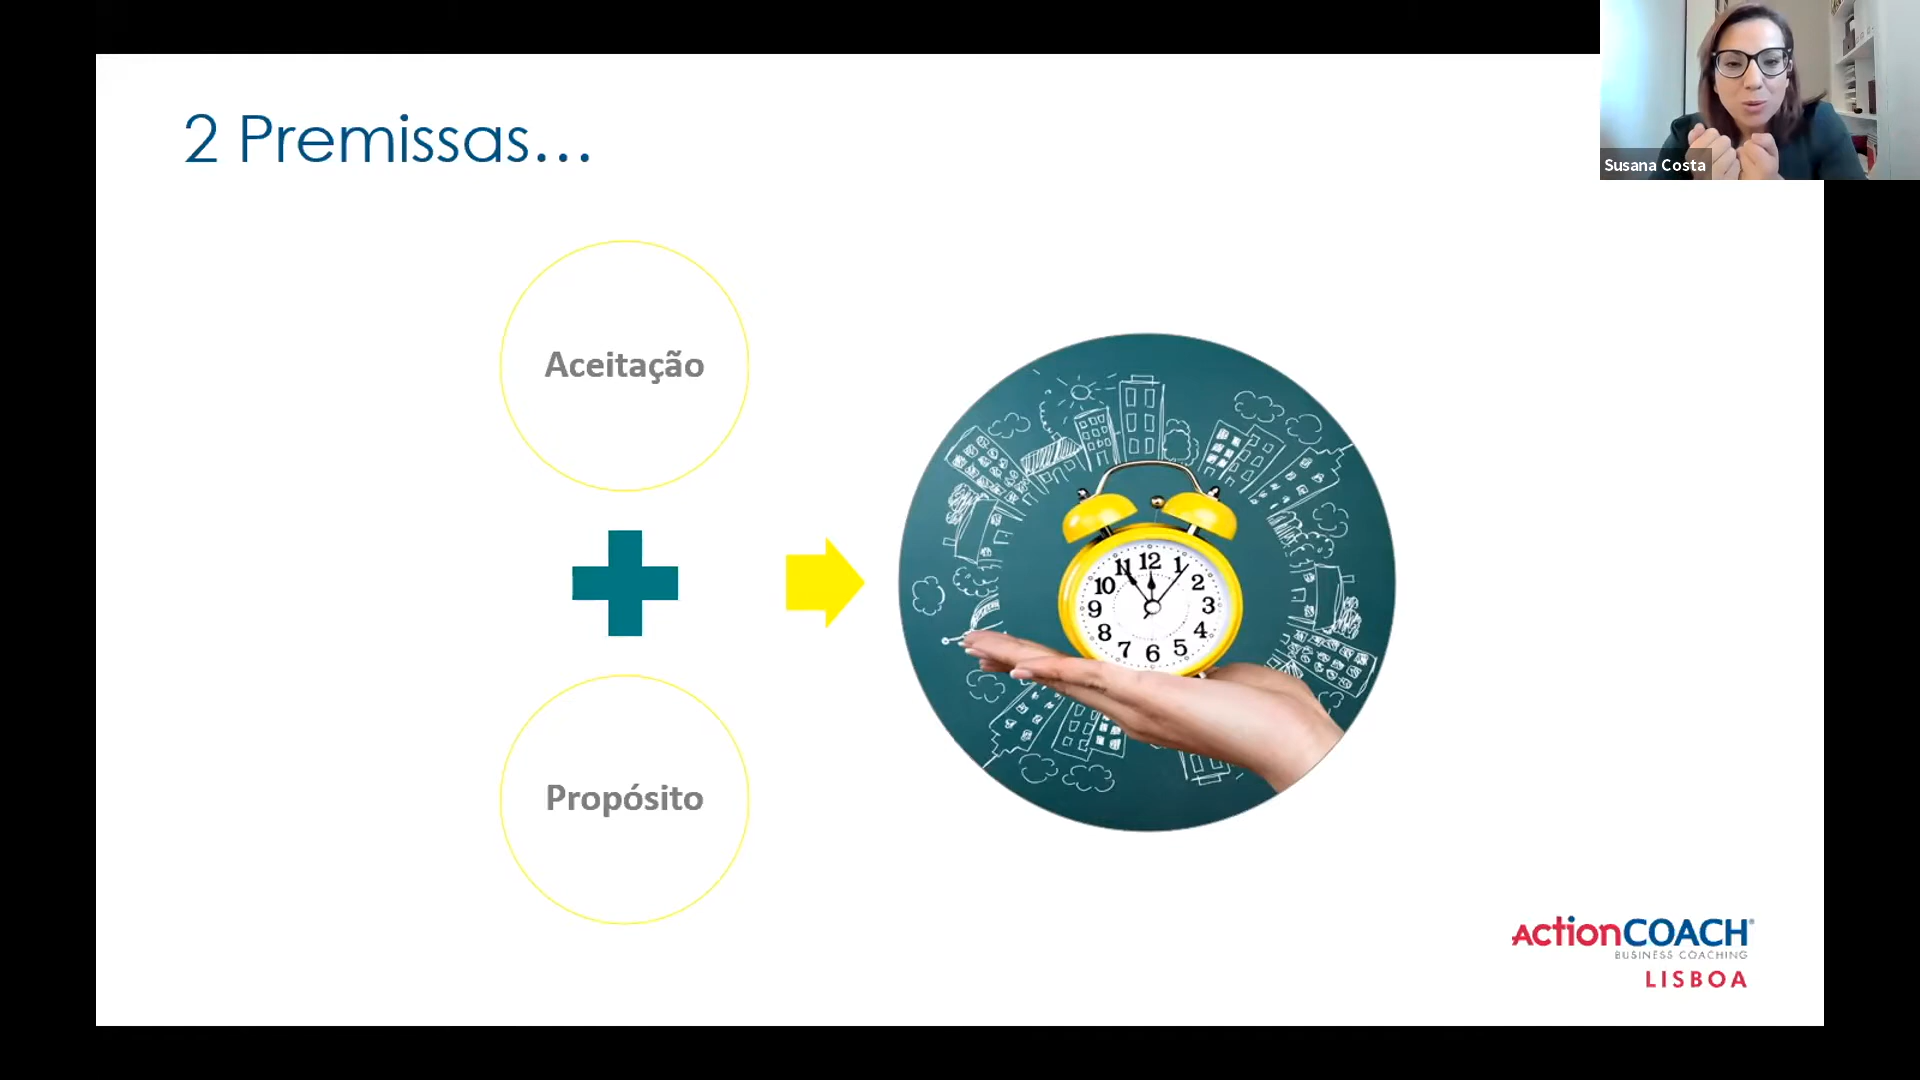 2 Premissas...
Susana Costa
Aceitação
Propósito
12
1
2
3
4
5
6
7
8
9
10
11
ActionCOACH®
BUSINESS COACHING
LISBOA